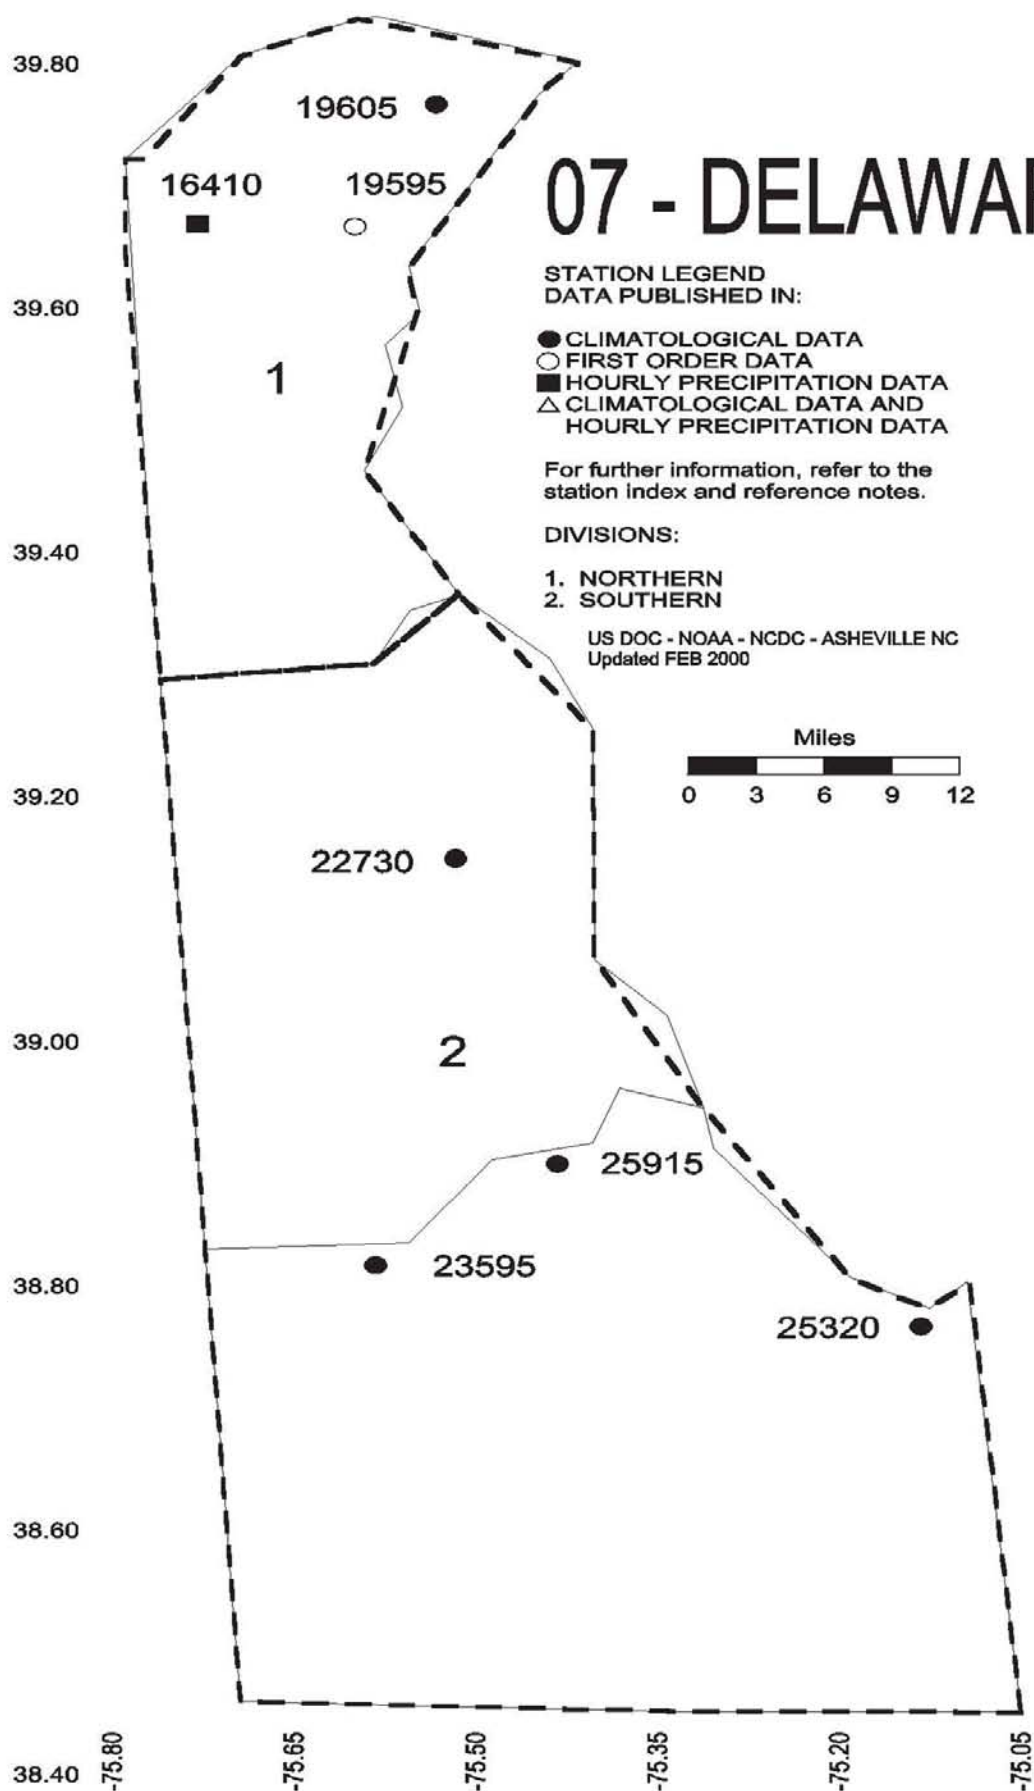 39.80
19605
16410
19595
07 - DELAWAR
STATION LEGEND
DATA PUBLISHED IN:
CLIMATOLOGICAL DATA
FIRST ORDER DATA
HOURLY PRECIPITATION DATA
CLIMATOLOGICAL DATA AND
HOURLY PRECIPITATION DATA
39.60
1
For further information, refer to the
station index and reference notes.
DIVISIONS:
39.40
1. NORTHERN
2. SOUTHERN
US DOC - NOAA - NCDC - ASHEVILLE NC
Updated FEB 2000
Miles
39.20
0 3 6 9 12
22730
39.00
2
25915
23595
38.80
25320
38.60
38.40
-75.80
-75.65
-75.50
-75.35
-75.20
-75.05